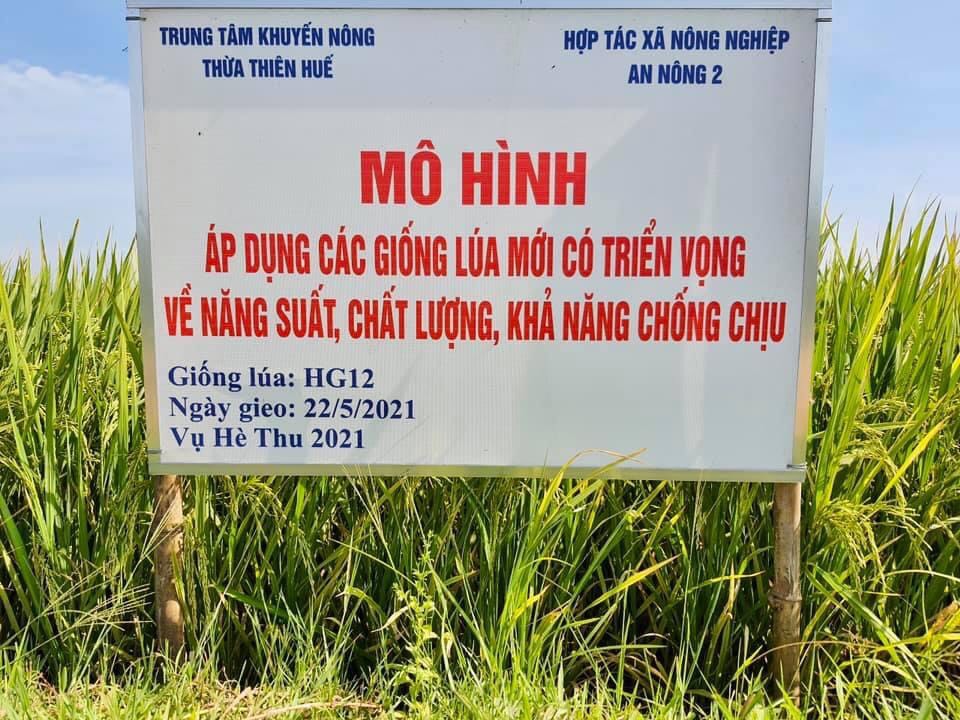 TRUNG TÂM KHUYẾN NÔNG
THỪA THIÊN HUẾ
HỢP TÁC XÃ NÔNG NGHIỆP
AN NÔNG 2
MÔ HÌNH
ÁP DỤNG CÁC GIỐNG LÚA MỚI CÓ TRIỂN VỌNG
VỀ NĂNG SUẤT, CHẤT LƯỢNG, KHẢ NĂNG CHỐNG CHỊU
Giống lúa: HG12
Ngày gieo: 22/5/2021
Vụ Hè Thu 2021